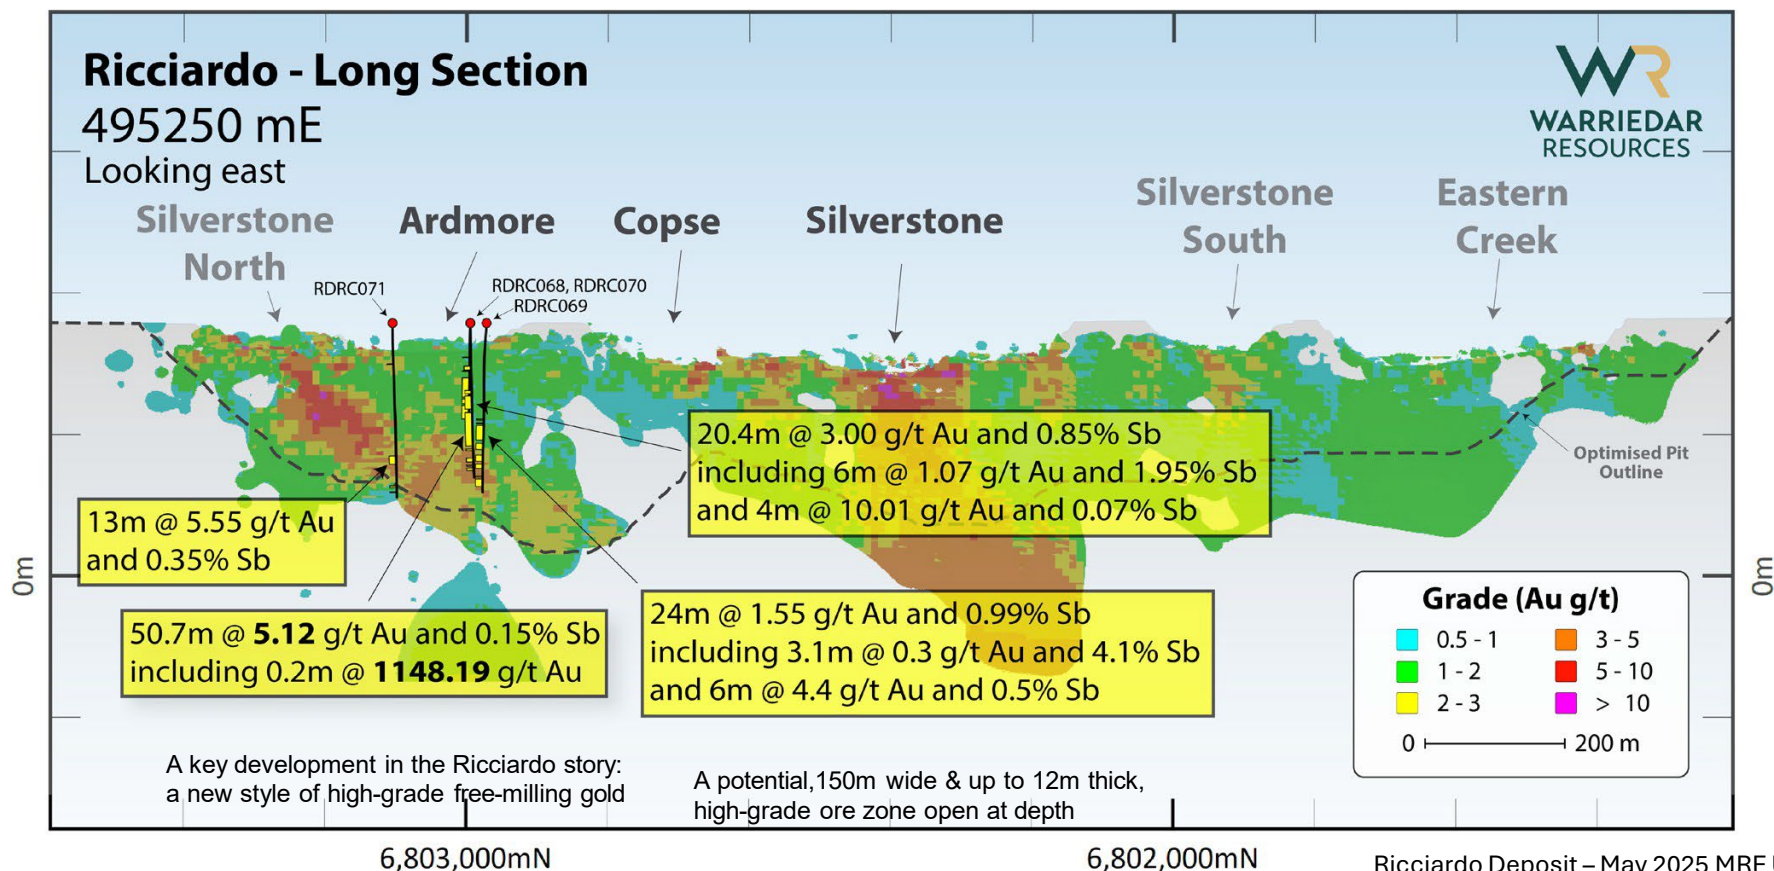 Ricciardo - Long Section
495250 mE
Looking east
WR
WARRIEDAR
RESOURCES
Silverstone
North
Ardmore
Copse
Silverstone
Silverstone
South
Eastern
Creek
RDRC071
RDRC068, RDRC070
RDRC069
20.4m @ 3.00 g/t Au and 0.85% Sb
including 6m @ 1.07 g/t Au and 1.95% Sb
and 4m @ 10.01 g/t Au and 0.07% Sb
Optimised Pit
Outline
13m @ 5.55 g/t Au
and 0.35% Sb
0m
0m
50.7m @ 5.12 g/t Au and 0.15% Sb
including 0.2m @ 1148.19 g/t Au
24m @ 1.55 g/t Au and 0.99% Sb
including 3.1m @ 0.3 g/t Au and 4.1% Sb
and 6m @ 4.4 g/t Au and 0.5% Sb
Grade (Au g/t)
0.5 - 1
3 - 5
1 - 2
5 - 10
2 - 3
> 10
0 200 m
A key development in the Ricciardo story:
a new style of high-grade free-milling gold
A potential,150m wide & up to 12m thick,
high-grade ore zone open at depth
6,803,000mN
6,802,000mN
Ricciardo Deposit – May 2025 MRE